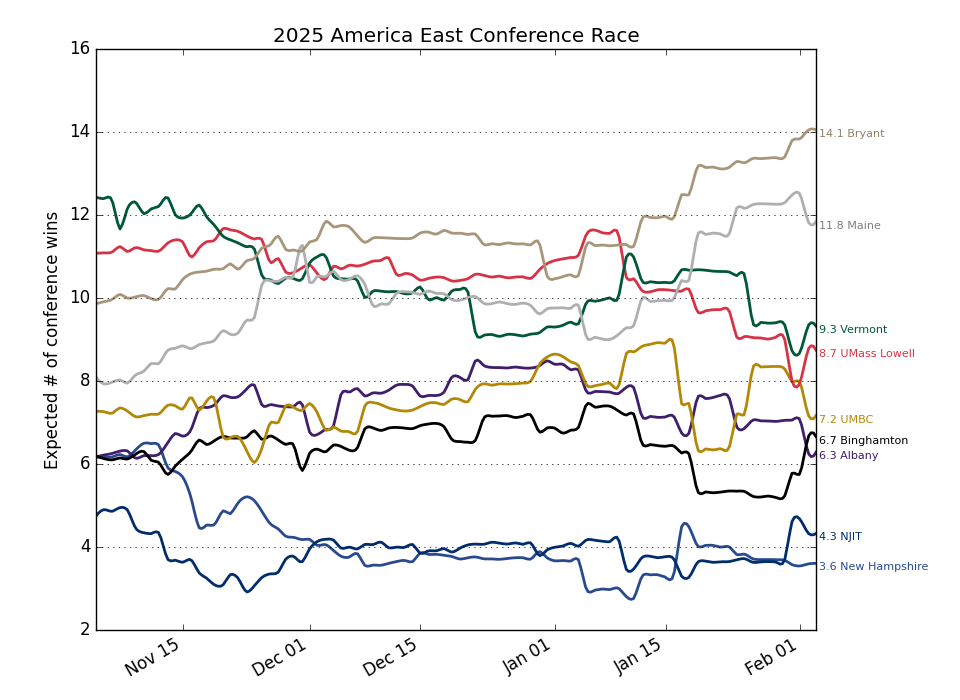 2025 America East Conference Race
Expected # of conference wins
16
14
12
10
8
6
4
2
Nov 15
Dec 01
Dec 15
Jan 01
Jan 15
Feb 01
14.1 Bryant
11.8 Maine
9.3 Vermont
8.7 UMass Lowell
7.2 UMBC
6.7 Binghamton
6.3 Albany
4.3 NJIT
3.6 New Hampshire